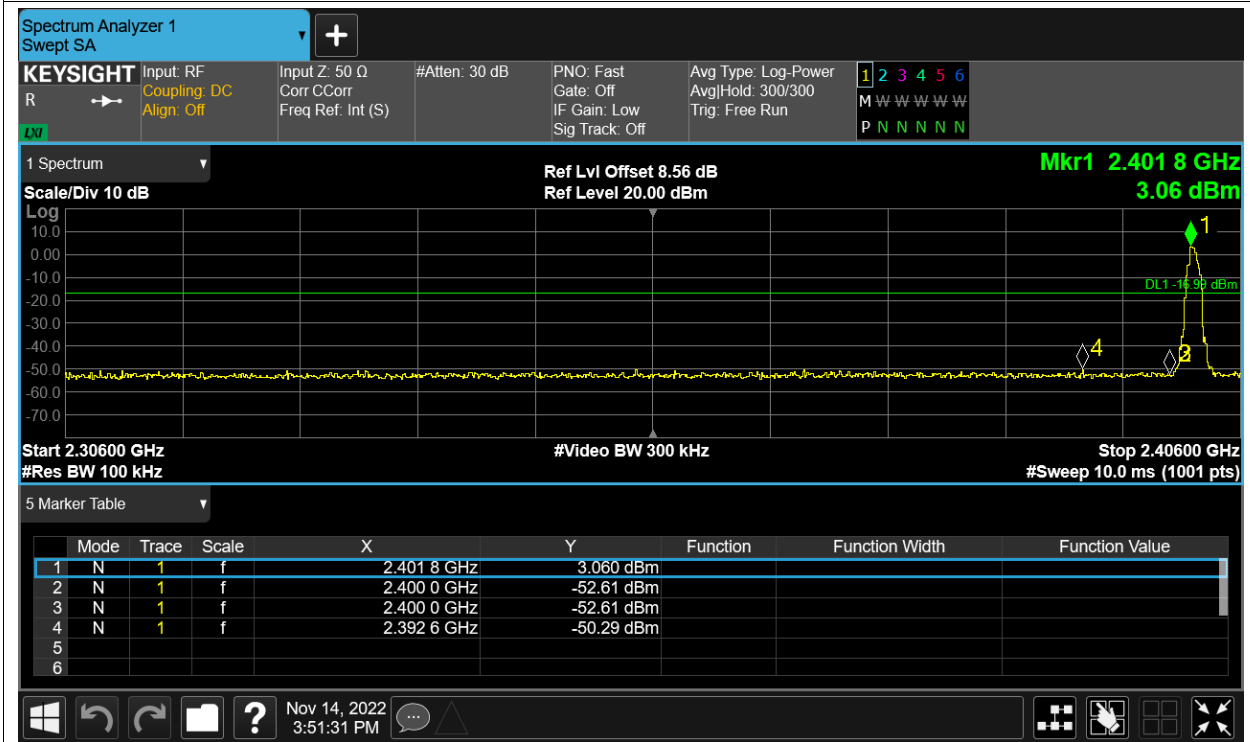 Spectrum Analyzer 1
Swept SA
+
KEYSIGHT
R
LXI
Input: RF
Coupling: DC
Align: Off
Input Z: 50 Ω
Corr CCorr
Freq Ref: Int (S)
#Atten: 30 dB
PNO: Fast
Gate: Off
IF Gain: Low
Sig Track: Off
Avg Type: Log-Power
Avg|Hold: 300/300
Trig: Free Run
1 2 3 4 5 6
M W W W W W W
P N N N N N N
1 Spectrum
Scale/Div 10 dB
Ref Lvl Offset 8.56 dB
Ref Level 20.00 dBm
Mkr1 2.401 8 GHz
3.06 dBm
Log
10.0
0.00
-10.0
-20.0
-30.0
-40.0
-50.0
-60.0
-70.0
1
DL1 -16.99 dBm
4
Start 2.30600 GHz
#Res BW 100 kHz
#Video BW 300 kHz
Stop 2.40600 GHz
#Sweep 10.0 ms (1001 pts)
5 Marker Table
Mode Trace Scale X Y Function Function Width Function Value
1 N 1 f 2.401 8 GHz 3.060 dBm
2 N 1 f 2.400 0 GHz -52.61 dBm
3 N 1 f 2.400 0 GHz -52.61 dBm
4 N 1 f 2.392 6 GHz -50.29 dBm
5
6
?
Nov 14, 2022
3:51:31 PM